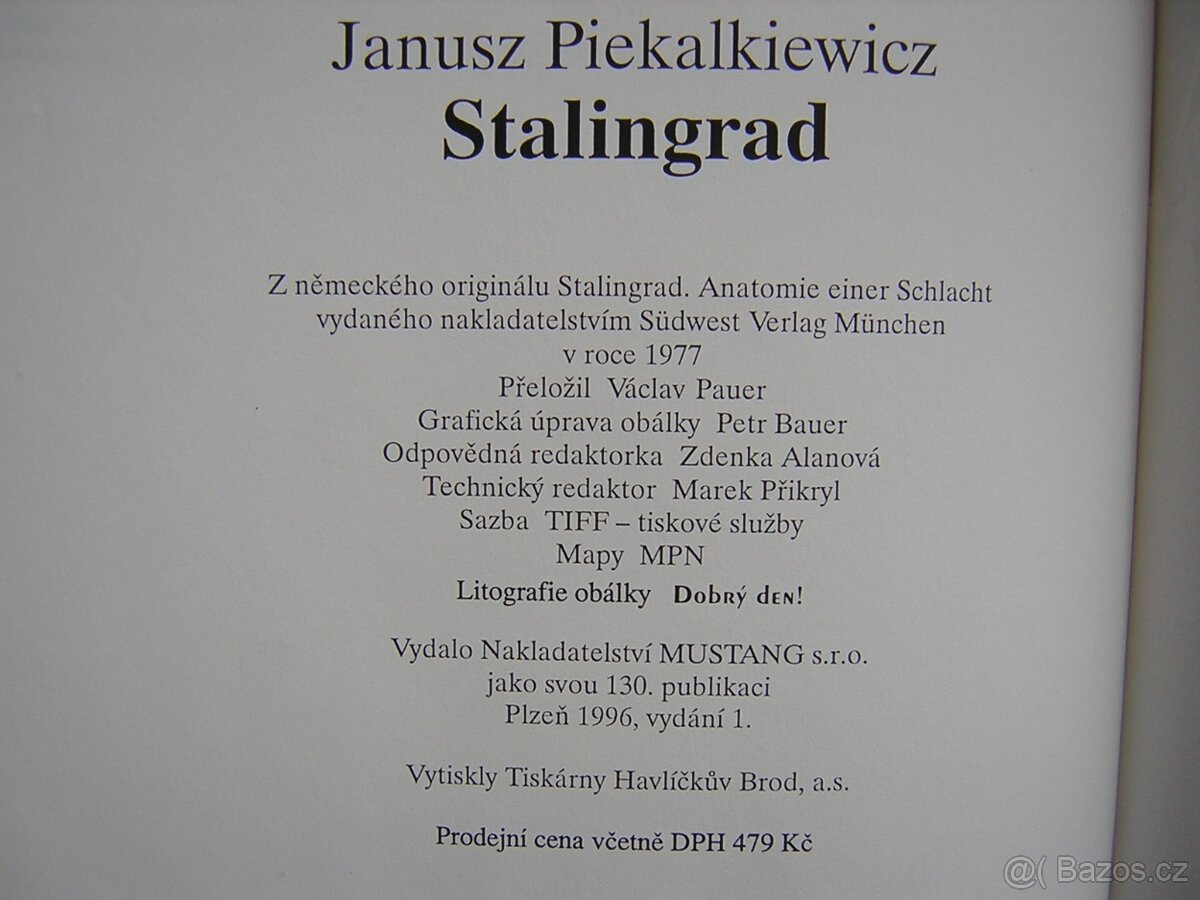 Janusz Piekalkiewicz
Stalingrad
Z německého originálu Stalingrad. Anatomie einer Schlacht
vydaného nakladatelstvím Südwest Verlag München
v roce 1977
Přeložil Václav Pauer
Grafická úprava obálky Petr Bauer
Odpovědná redaktorka Zdenka Alanová
Technický redaktor Marek Přikryl
Sazba TIFF – tiskové služby
Mapy MPN
Litografie obálky Dobrý den!
Vydalo Nakladatelství MUSTANG s.r.o.
jako svou 130. publikaci
Plzeň 1996, vydání 1.
Vytiskly Tiskárny Havlíčkův Brod, a.s.
Prodejní cena včetně DPH 479 Kč
@( Bazos.cz